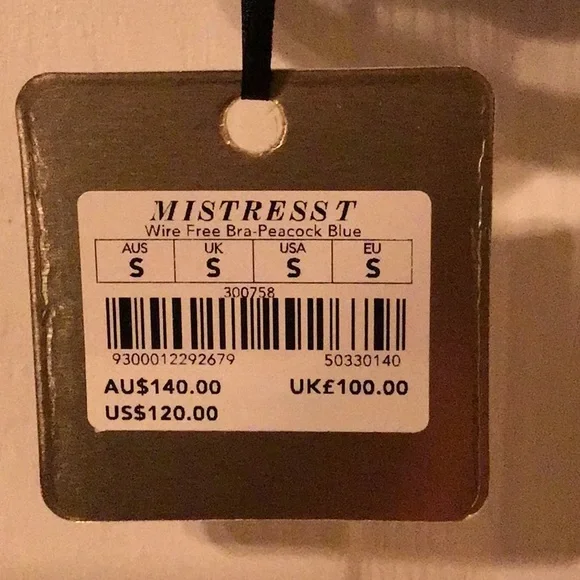 MISTRESS T
Wire Free Bra-Peacock Blue
AUS UK USA EU
S S S S
300758
9300012292679 50330140
AU$140.00 UK£100.00
US$120.00